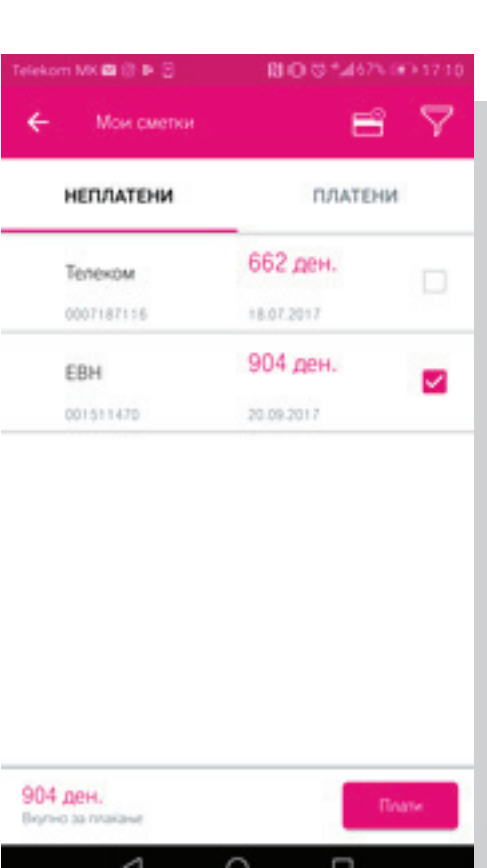 Telekom MK 67% 17:10
Мои сметки
НЕПЛАТЕНИ ПЛАТЕНИ
Телеком 662 ден.
0007187116 18.07.2017
ЕВН 904 ден.
001511470 20.09.2017
904 ден.
Вкупно за плаќање
Плати